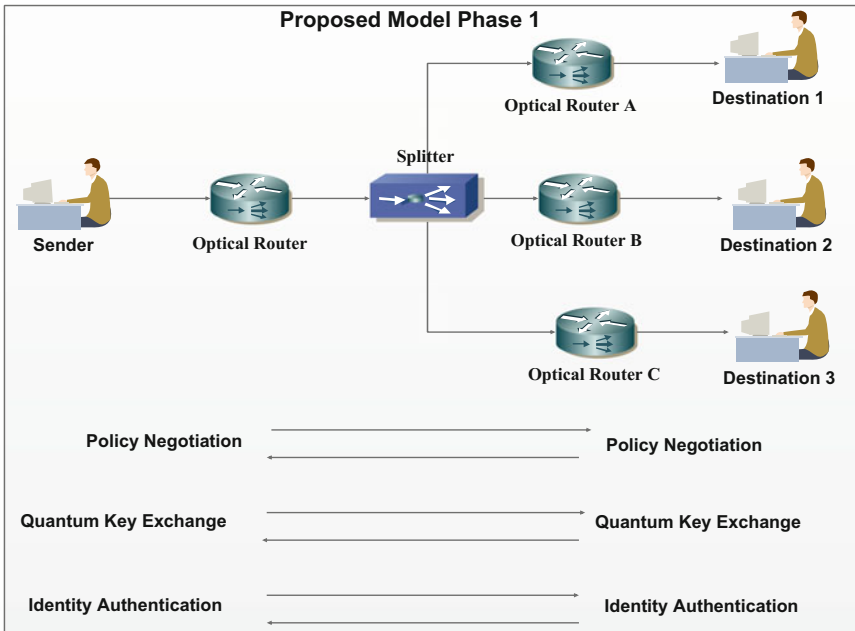 Proposed Model Phase 1
Optical Router A
Destination 1
Splitter
Sender
Optical Router
Optical Router B
Destination 2
Optical Router C
Destination 3
Policy Negotiation
Policy Negotiation
Quantum Key Exchange
Quantum Key Exchange
Identity Authentication
Identity Authentication